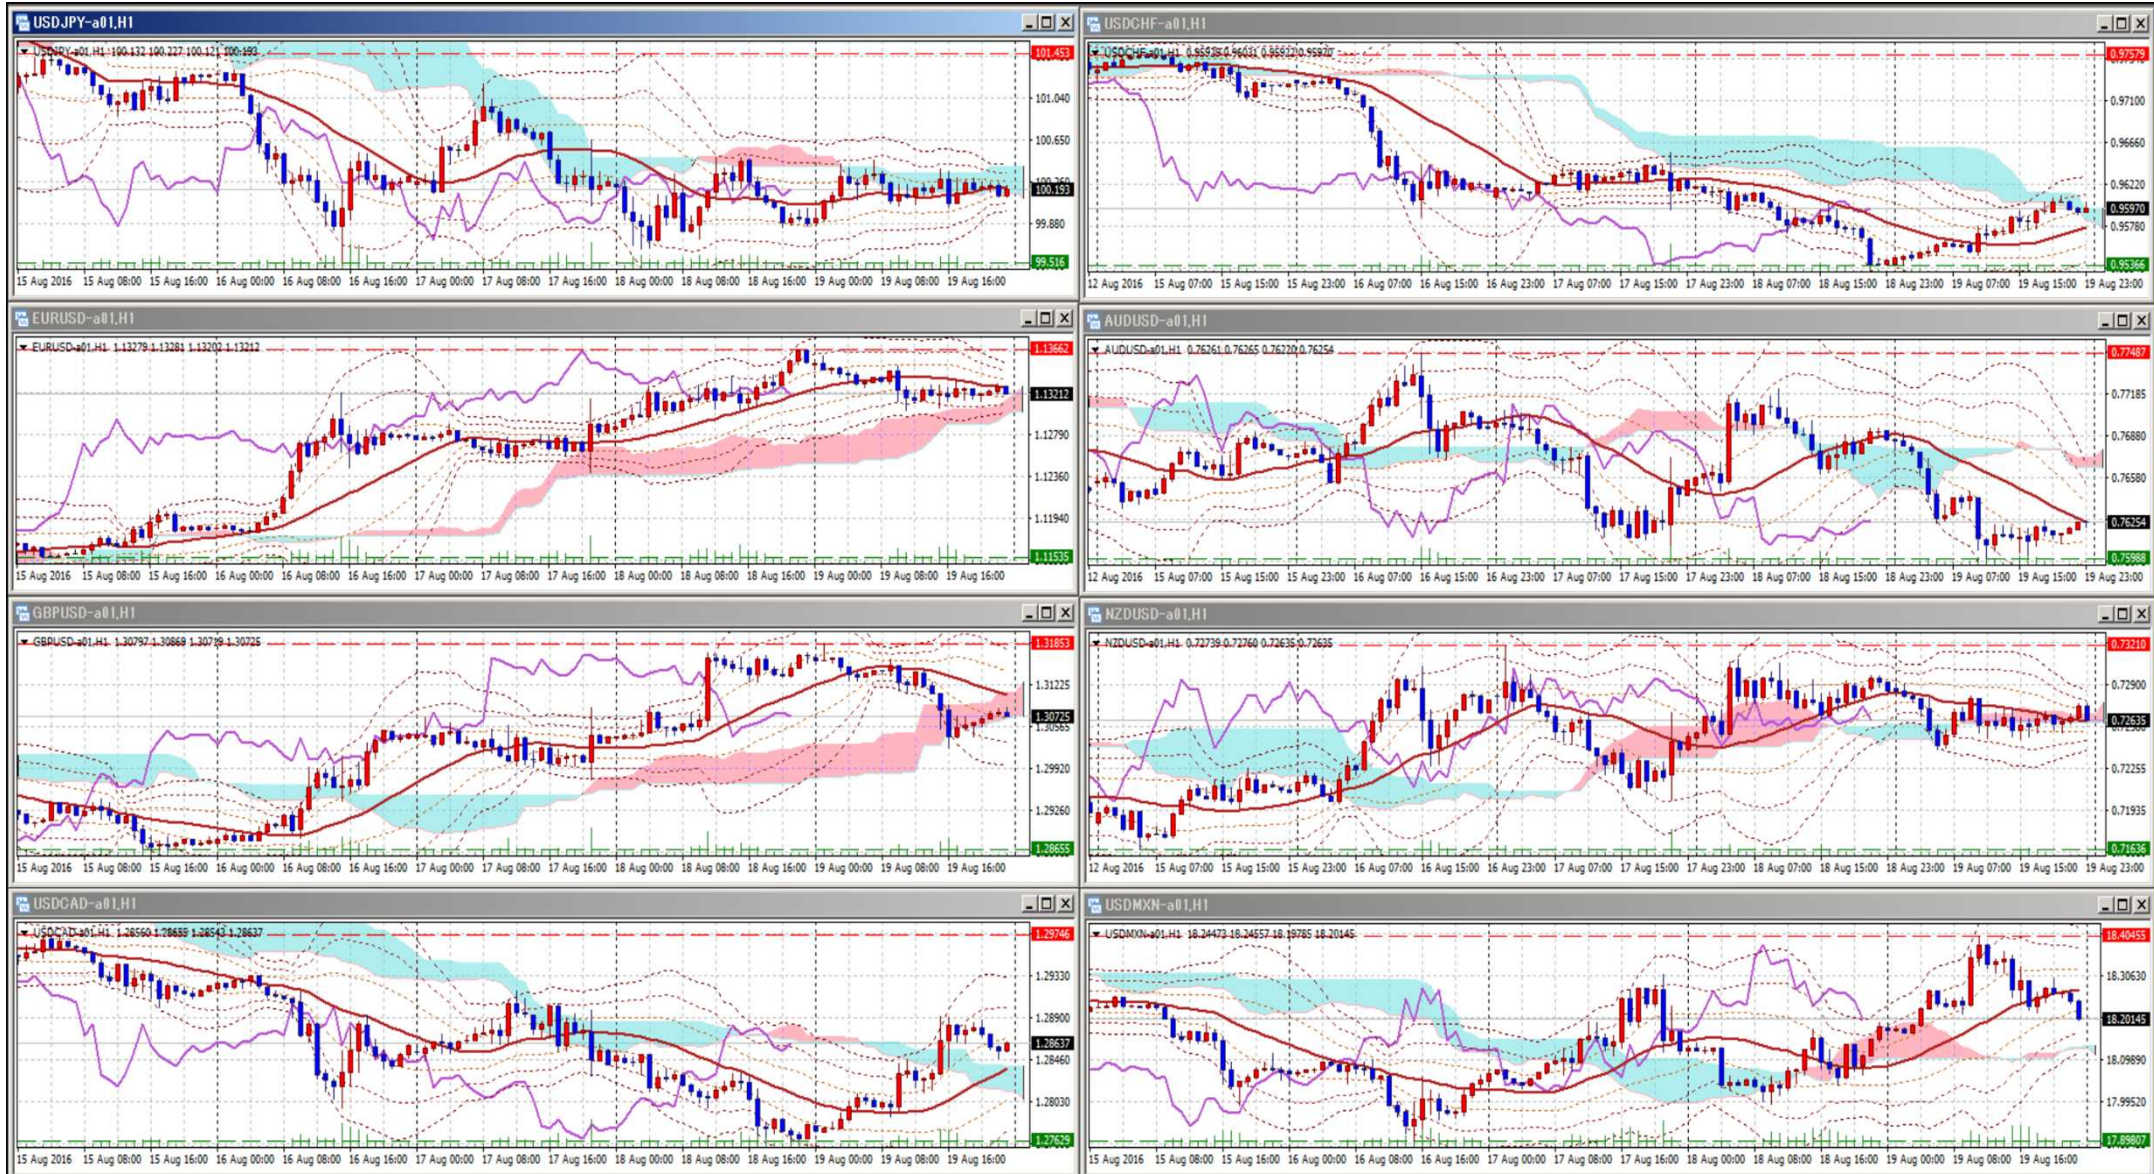 USDJPY-a01,H1
USDJPY-a01,H1 100.132 100.227 100.121 100.193
101.453
101.040
100.650
100.193
99.880
99.516
15 Aug 2016 15 Aug 08:00 15 Aug 16:00 16 Aug 00:00 16 Aug 08:00 16 Aug 16:00 17 Aug 00:00 17 Aug 08:00 17 Aug 16:00 18 Aug 00:00 18 Aug 08:00 18 Aug 16:00 19 Aug 00:00 19 Aug 08:00 19 Aug 16:00
USDCHF-a01,H1
USDCHF-a01,H1 0.95929 0.96031 0.95922 0.95970
0.97579
0.97100
0.96660
0.96220
0.95970
0.95780
0.95366
12 Aug 2016 15 Aug 07:00 15 Aug 15:00 15 Aug 23:00 16 Aug 07:00 16 Aug 15:00 16 Aug 23:00 17 Aug 07:00 17 Aug 15:00 17 Aug 23:00 18 Aug 07:00 18 Aug 15:00 18 Aug 23:00 19 Aug 07:00 19 Aug 15:00 19 Aug 23:00
EURUSD-a01,H1
EURUSD-a01,H1 1.13279 1.13281 1.13202 1.13212
1.13662
1.13212
1.12790
1.12360
1.11940
1.11535
15 Aug 2016 15 Aug 08:00 15 Aug 16:00 16 Aug 00:00 16 Aug 08:00 16 Aug 16:00 17 Aug 00:00 17 Aug 08:00 17 Aug 16:00 18 Aug 00:00 18 Aug 08:00 18 Aug 16:00 19 Aug 00:00 19 Aug 08:00 19 Aug 16:00
AUDUSD-a01,H1
AUDUSD-a01,H1 0.76261 0.76265 0.76220 0.76254
0.77487
0.77185
0.76880
0.76580
0.76254
0.75988
12 Aug 2016 15 Aug 07:00 15 Aug 15:00 15 Aug 23:00 16 Aug 07:00 16 Aug 15:00 16 Aug 23:00 17 Aug 07:00 17 Aug 15:00 17 Aug 23:00 18 Aug 07:00 18 Aug 15:00 18 Aug 23:00 19 Aug 07:00 19 Aug 15:00 19 Aug 23:00
GBPUSD-a01,H1
GBPUSD-a01,H1 1.30797 1.30869 1.30719 1.30725
1.31853
1.31225
1.30725
1.30565
1.29920
1.29260
1.28655
15 Aug 2016 15 Aug 08:00 15 Aug 16:00 16 Aug 00:00 16 Aug 08:00 16 Aug 16:00 17 Aug 00:00 17 Aug 08:00 17 Aug 16:00 18 Aug 00:00 18 Aug 08:00 18 Aug 16:00 19 Aug 00:00 19 Aug 08:00 19 Aug 16:00
NZDUSD-a01,H1
NZDUSD-a01,H1 0.72739 0.72760 0.72635 0.72635
0.73210
0.72900
0.72635
0.72255
0.71935
0.71636
12 Aug 2016 15 Aug 07:00 15 Aug 15:00 15 Aug 23:00 16 Aug 07:00 16 Aug 15:00 16 Aug 23:00 17 Aug 07:00 17 Aug 15:00 17 Aug 23:00 18 Aug 07:00 18 Aug 15:00 18 Aug 23:00 19 Aug 07:00 19 Aug 15:00 19 Aug 23:00
USDCAD-a01,H1
USDCAD-a01,H1 1.28560 1.28655 1.28543 1.28637
1.29746
1.29330
1.28900
1.28637
1.28460
1.28030
1.27629
15 Aug 2016 15 Aug 08:00 15 Aug 16:00 16 Aug 00:00 16 Aug 08:00 16 Aug 16:00 17 Aug 00:00 17 Aug 08:00 17 Aug 16:00 18 Aug 00:00 18 Aug 08:00 18 Aug 16:00 19 Aug 00:00 19 Aug 08:00 19 Aug 16:00
USDMXN-a01,H1
USDMXN-a01,H1 18.24473 18.24557 18.19785 18.20145
18.40455
18.30630
18.20145
18.09890
17.99520
17.89807
15 Aug 2016 15 Aug 08:00 15 Aug 16:00 16 Aug 00:00 16 Aug 08:00 16 Aug 16:00 17 Aug 00:00 17 Aug 08:00 17 Aug 16:00 18 Aug 00:00 18 Aug 08:00 18 Aug 16:00 19 Aug 00:00 19 Aug 08:00 19 Aug 16:00